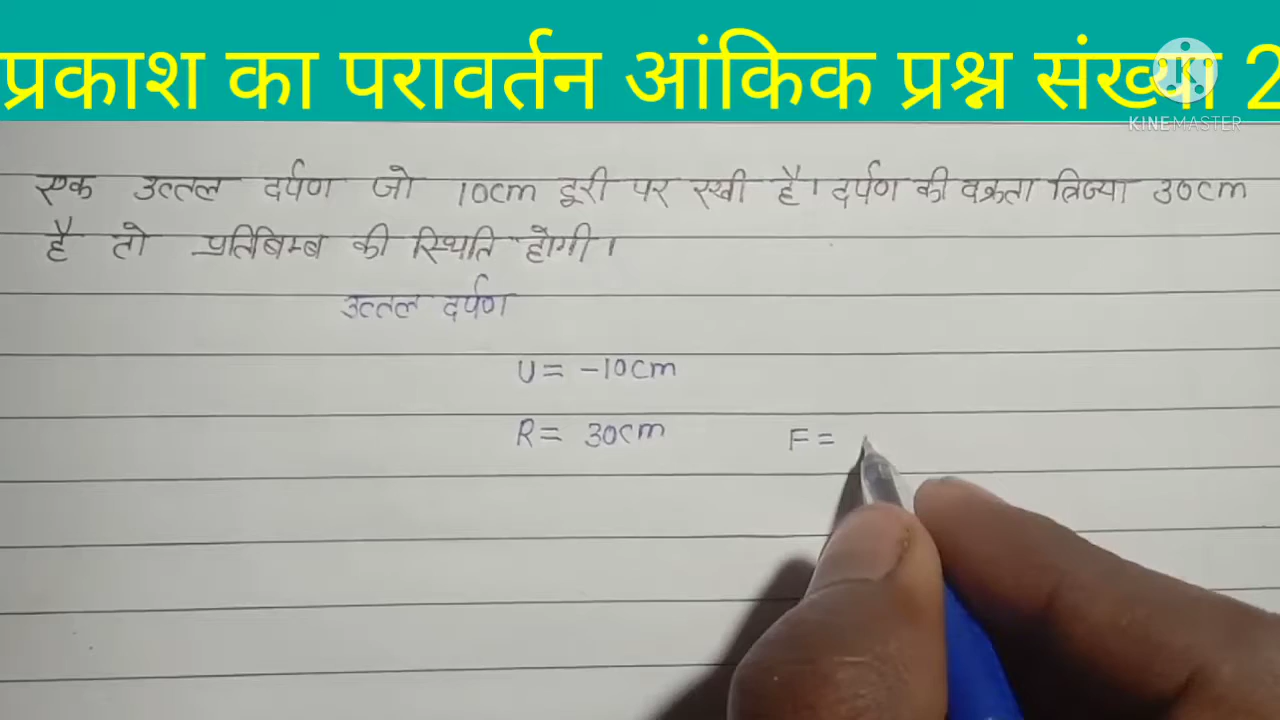 प्रकाश का परावर्तन आंकिक प्रश्न संख्या 2
KINEMASTER
एक उत्तल दर्पण जो 10cm दूरी पर रखी है। दर्पण की वक्रता त्रिज्या 30cm
है तो प्रतिबिम्ब की स्थिति होगी।
उत्तल दर्पण
U = -10cm
R = 30cm F =